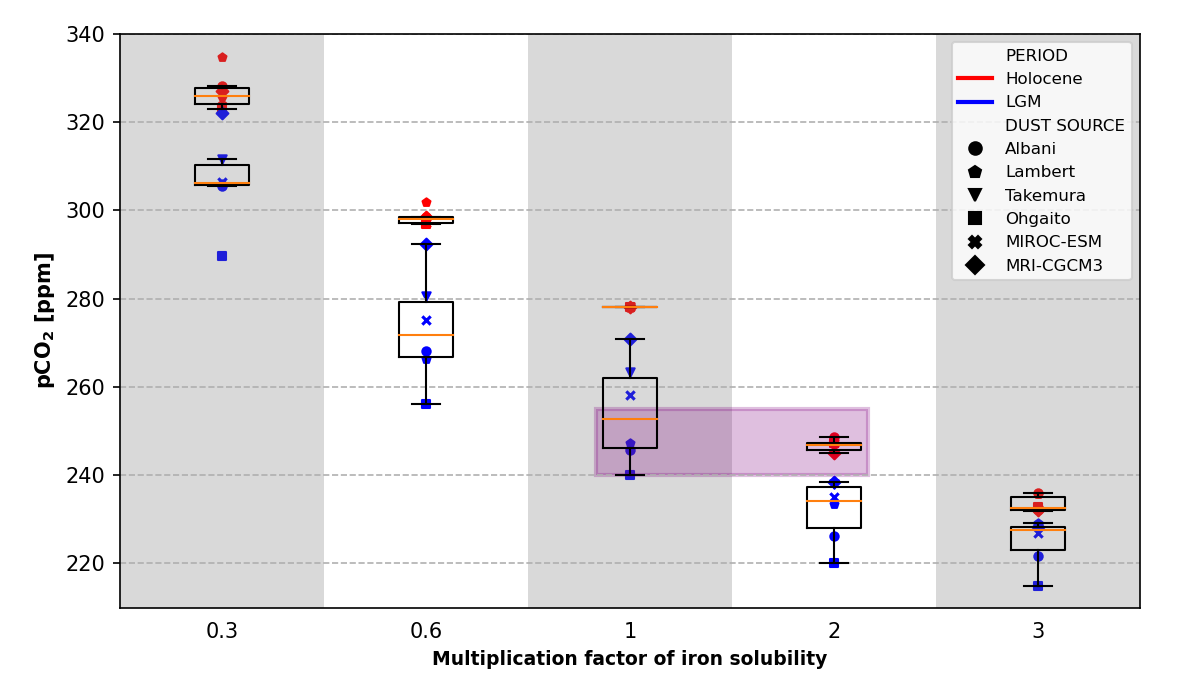 340
320
300
280
260
240
220
pCO₂ [ppm]
PERIOD
Holocene
LGM
DUST SOURCE
Albani
Lambert
Takemura
Ohgaito
MIROC-ESM
MRI-CGCM3
0.3 0.6 1 2 3
Multiplication factor of iron solubility